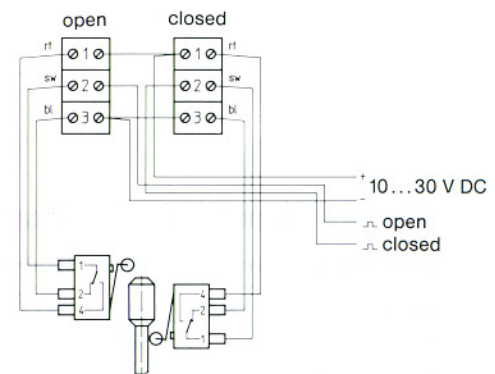 open closed
rt 1 1 rt
sw 2 2 sw
bl 3 3 bl
+
10...30 V DC
−
open
closed
1
2
4
4
2
1